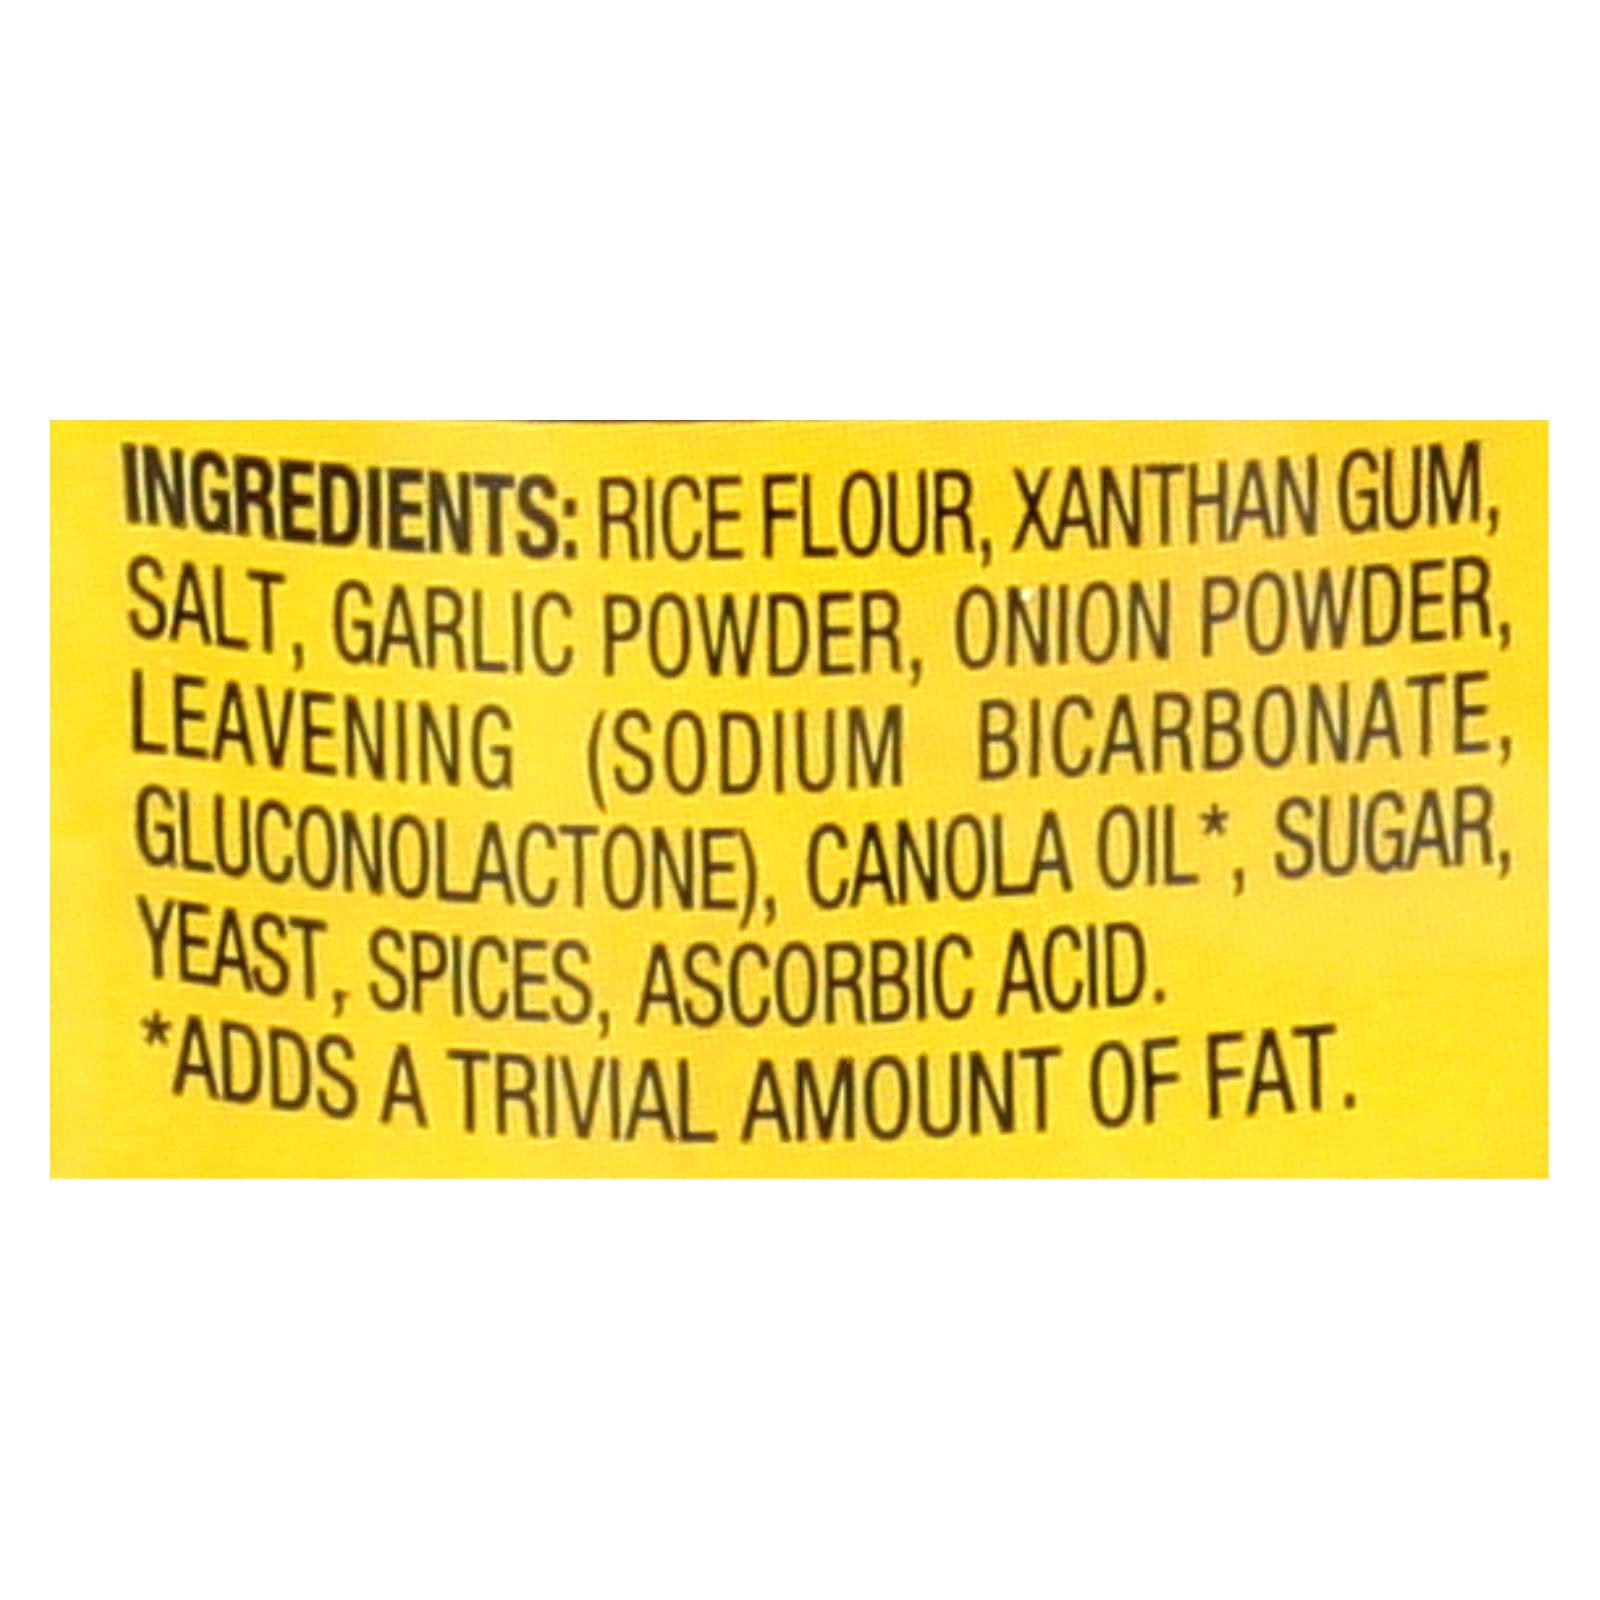 INGREDIENTS: RICE FLOUR, XANTHAN GUM,
SALT, GARLIC POWDER, ONION POWDER,
LEAVENING (SODIUM BICARBONATE,
GLUCONOLACTONE), CANOLA OIL*, SUGAR,
YEAST, SPICES, ASCORBIC ACID.
*ADDS A TRIVIAL AMOUNT OF FAT.